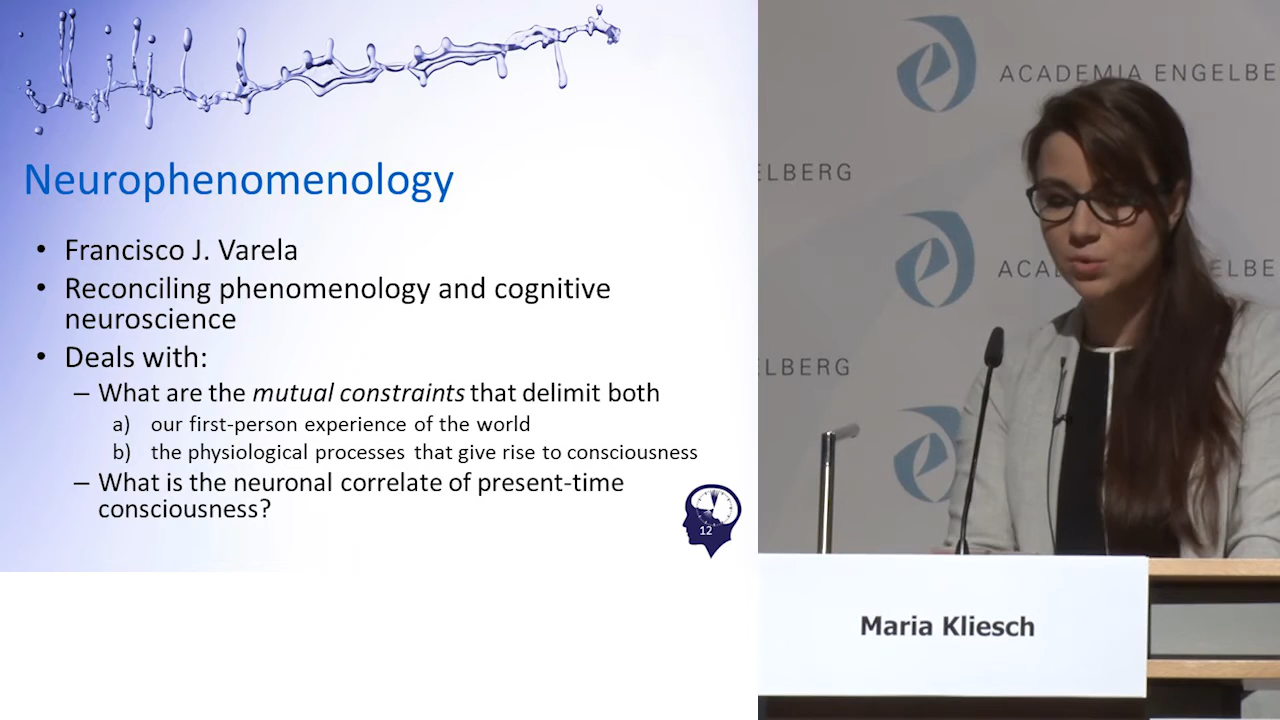 Neurophenomenology
• Francisco J. Varela
• Reconciling phenomenology and cognitive
neuroscience
• Deals with:
– What are the mutual constraints that delimit both
a) our first-person experience of the world
b) the physiological processes that give rise to consciousness
– What is the neuronal correlate of present-time
consciousness?
12
ACADEMIA ENGELBE
ELBERG
ACA ELBE
ELBERG
Maria Kliesch